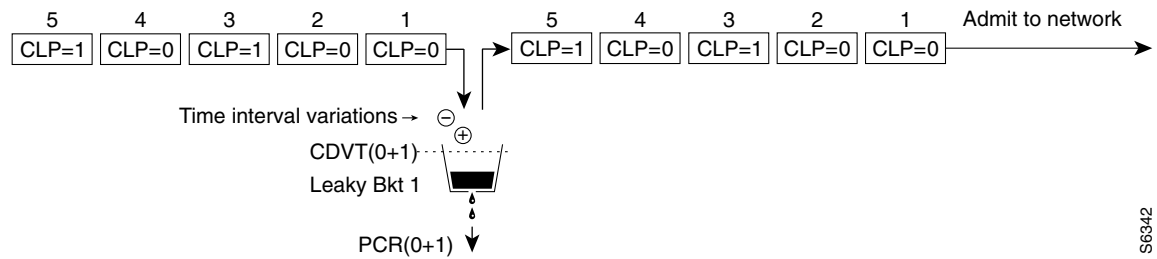 5 4 3 2 1 5 4 3 2 1 Admit to network
CLP=1 CLP=0 CLP=1 CLP=0 CLP=0 CLP=1 CLP=0 CLP=1 CLP=0 CLP=0
Time interval variations → −
+
CDVT(0+1)
Leaky Bkt 1
PCR(0+1)
S6342